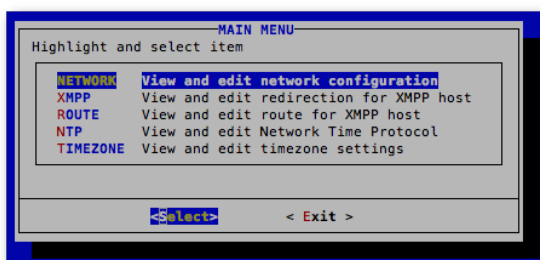 MAIN MENU
Highlight and select item
NETWORK View and edit network configuration
XMPP View and edit redirection for XMPP host
ROUTE View and edit route for XMPP host
NTP View and edit Network Time Protocol
TIMEZONE View and edit timezone settings
<Select> < Exit >